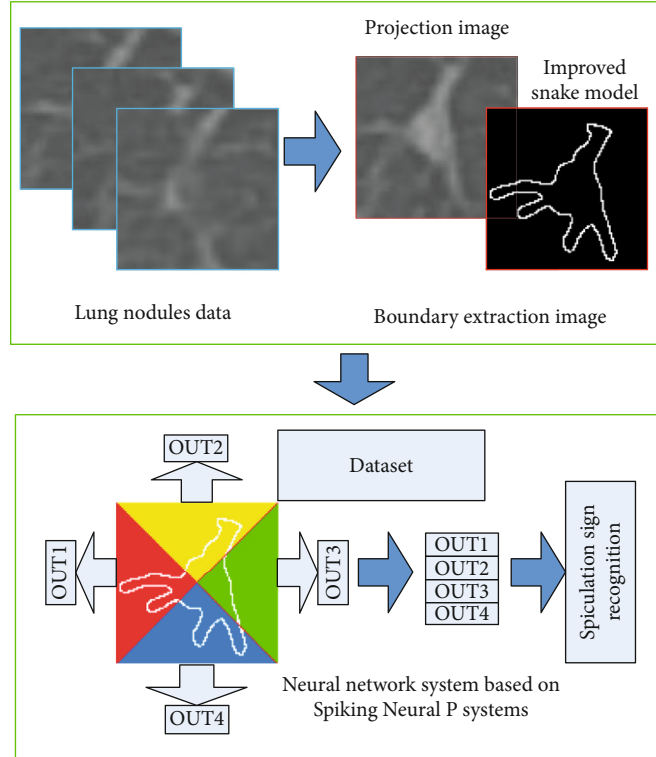 Projection image
Improved
snake model
Lung nodules data
Boundary extraction image
OUT2
Dataset
OUT1
OUT3
OUT1
OUT2
OUT3
OUT4
Spiculation sign
recognition
OUT4
Neural network system based on
Spiking Neural P systems